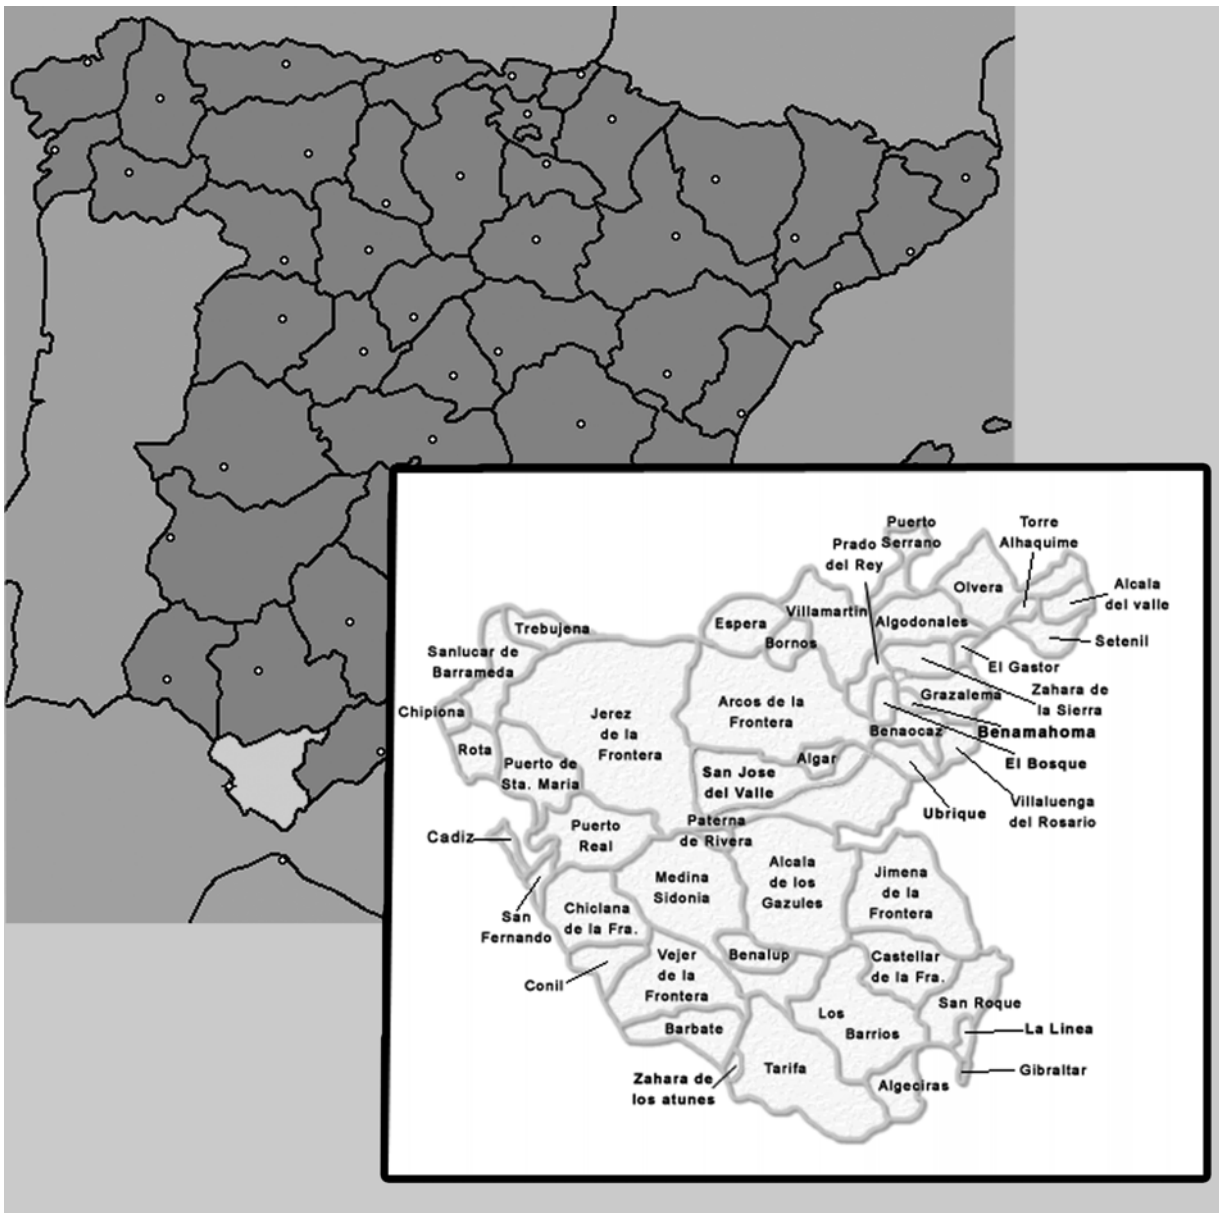 Puerto
Serrano
Prado
del Rey
Torre
Alhaquime
Olvera
Alcala
del valle
Villamartin
Algodonales
Espera
Bornos
Setenil
Trebujena
Sanlucar de
Barrameda
El Gastor
Zahara de
la Sierra
Grazalema
Benamahoma
Chipiona
Jerez
de la
Frontera
Arcos de la
Frontera
Benaocaz
El Bosque
Rota
Puerto de
Sta. Maria
San Jose
del Valle
Algar
Ubrique
Villaluenga
del Rosario
Cadiz
Puerto
Real
Paterna
de Rivera
Medina
Sidonia
Alcala
de los
Gazules
Jimena
de la
Frontera
San
Fernando
Chiclana
de la Fra.
Conil
Vejer
de la
Frontera
Benalup
Castellar
de la Fra.
San Roque
Barbate
Los
Barrios
La Linea
Zahara de
los atunes
Tarifa
Algeciras
Gibraltar